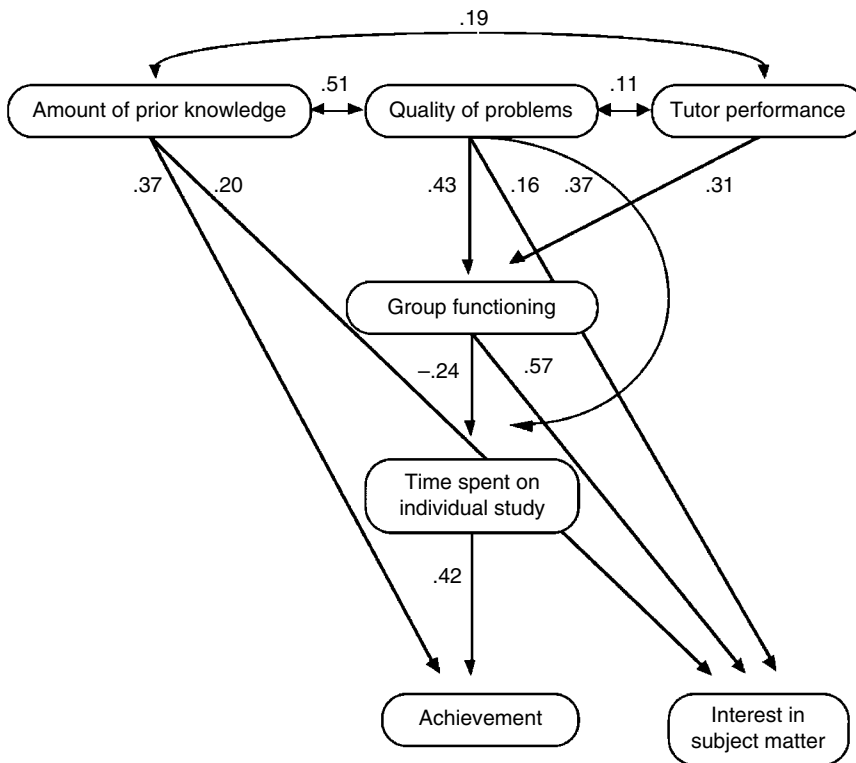 .19
.51
.11
Amount of prior knowledge
Quality of problems
Tutor performance
.37
.20
.43
.16
.37
.31
Group functioning
–.24
.57
Time spent on
individual study
.42
Achievement
Interest in
subject matter